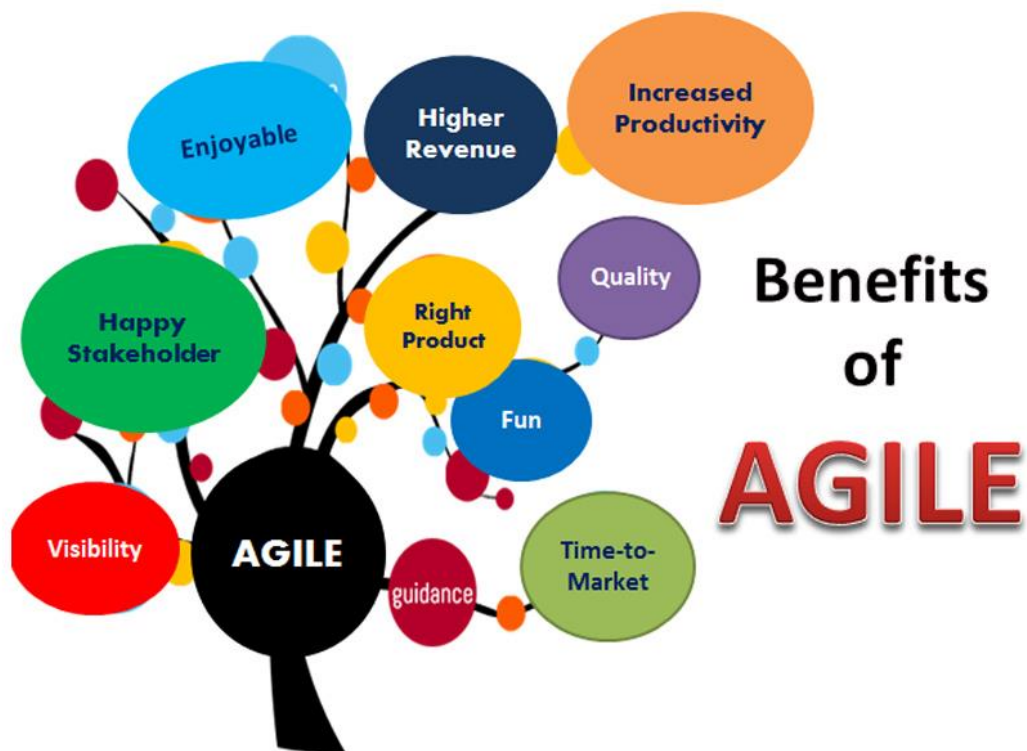 Enjoyable
Higher
Revenue
Increased
Productivity
Happy
Stakeholder
Right
Product
Quality
Fun
Visibility
AGILE
guidance
Time-to-
Market
Benefits
of
AGILE